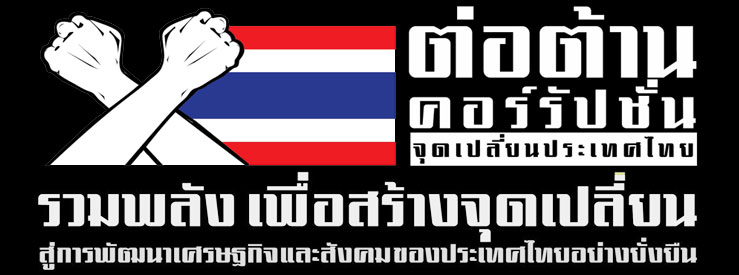 ต่อต้าน
คอร์รัปชั่น
จุดเปลี่ยนประเทศไทย
รวมพลัง เพื่อสร้างจุดเปลี่ยน
สู่การพัฒนาเศรษฐกิจและสังคมของประเทศไทยอย่างยั่งยืน